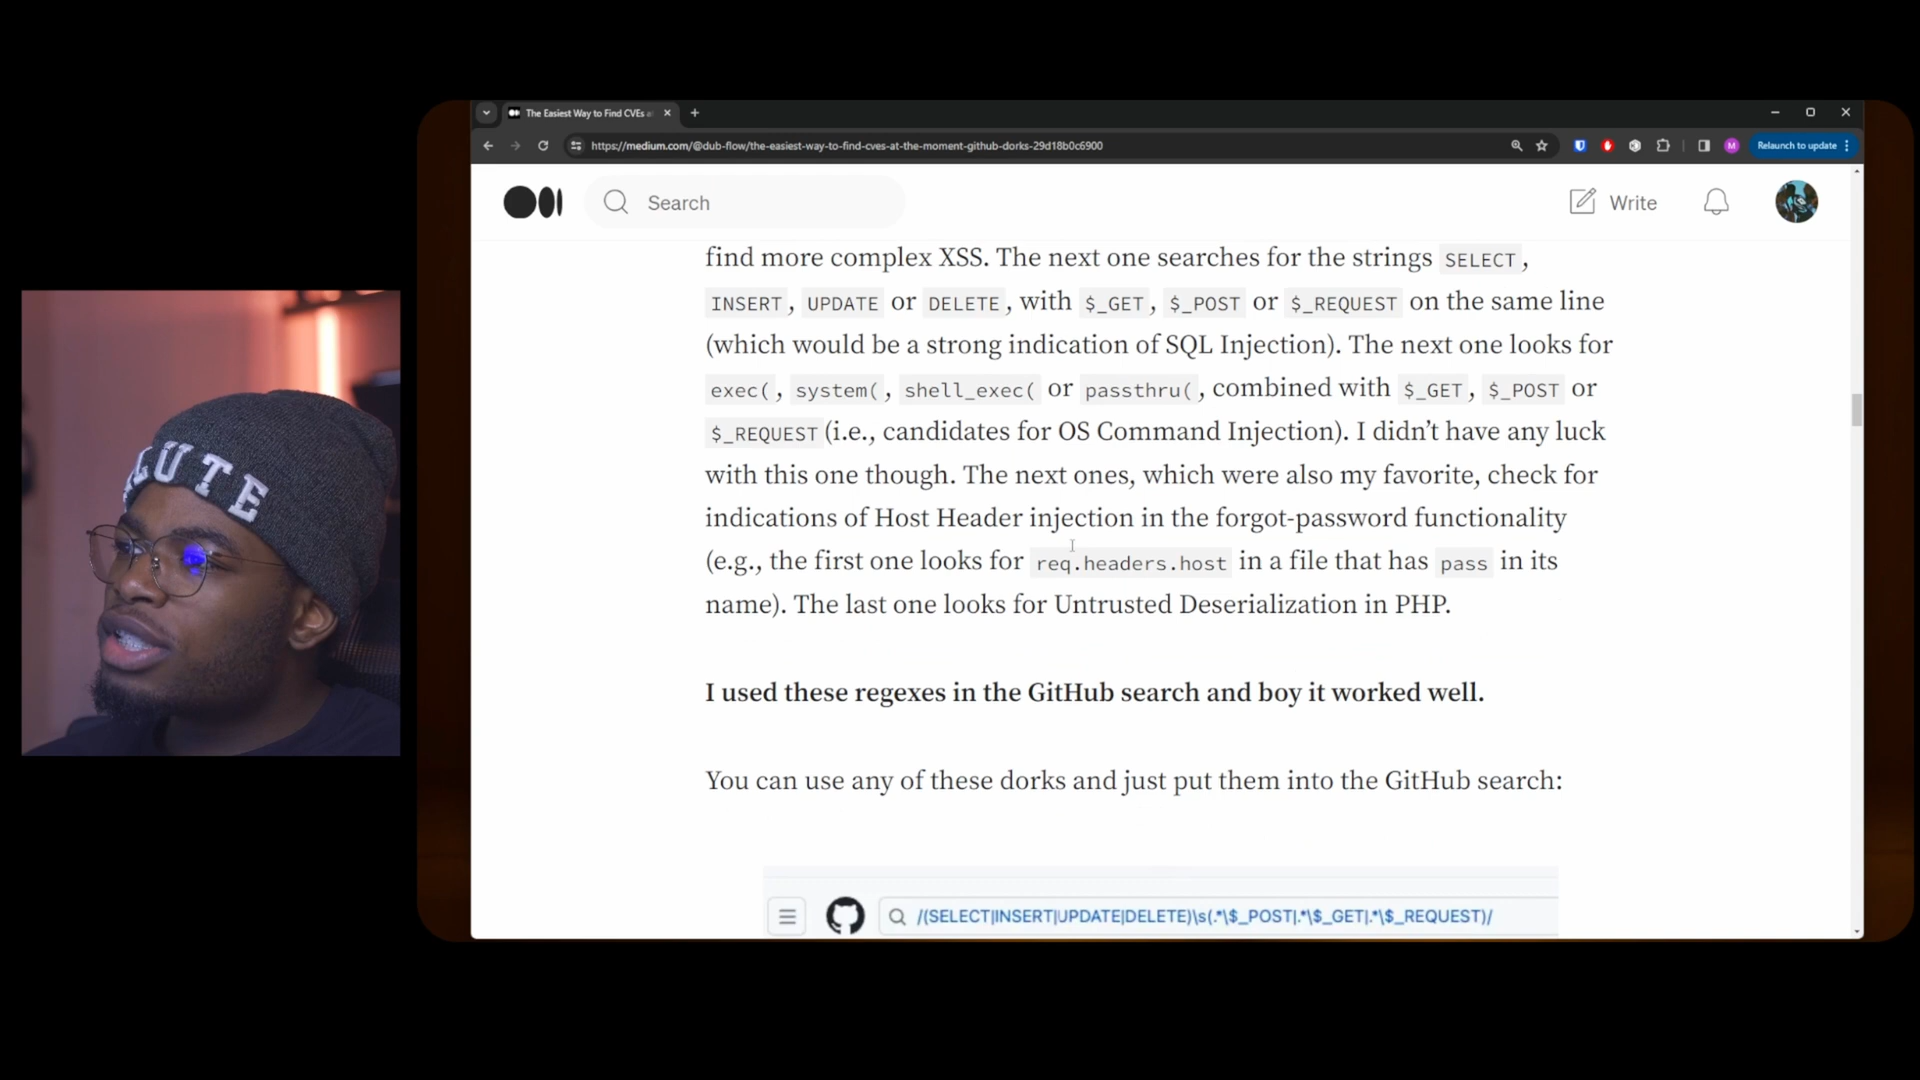 The Easiest Way to Find CVEs a
https://medium.com/@dub-flow/the-easiest-way-to-find-cves-at-the-moment-github-dorks-29d18b0c6900
M
Relaunch to update
Search
Write
find more complex XSS. The next one searches for the strings SELECT,
INSERT, UPDATE or DELETE, with $_GET, $_POST or $_REQUEST on the same line
(which would be a strong indication of SQL Injection). The next one looks for
exec(, system(, shell_exec( or passthru(, combined with $_GET, $_POST or
$_REQUEST (i.e., candidates for OS Command Injection). I didn’t have any luck
with this one though. The next ones, which were also my favorite, check for
indications of Host Header injection in the forgot-password functionality
(e.g., the first one looks for req.headers.host in a file that has pass in its
name). The last one looks for Untrusted Deserialization in PHP.
I used these regexes in the GitHub search and boy it worked well.
You can use any of these dorks and just put them into the GitHub search:
/(SELECT|INSERT|UPDATE|DELETE)\s(.*\$_POST|.*\$_GET|.*\$_REQUEST)/
LUTE